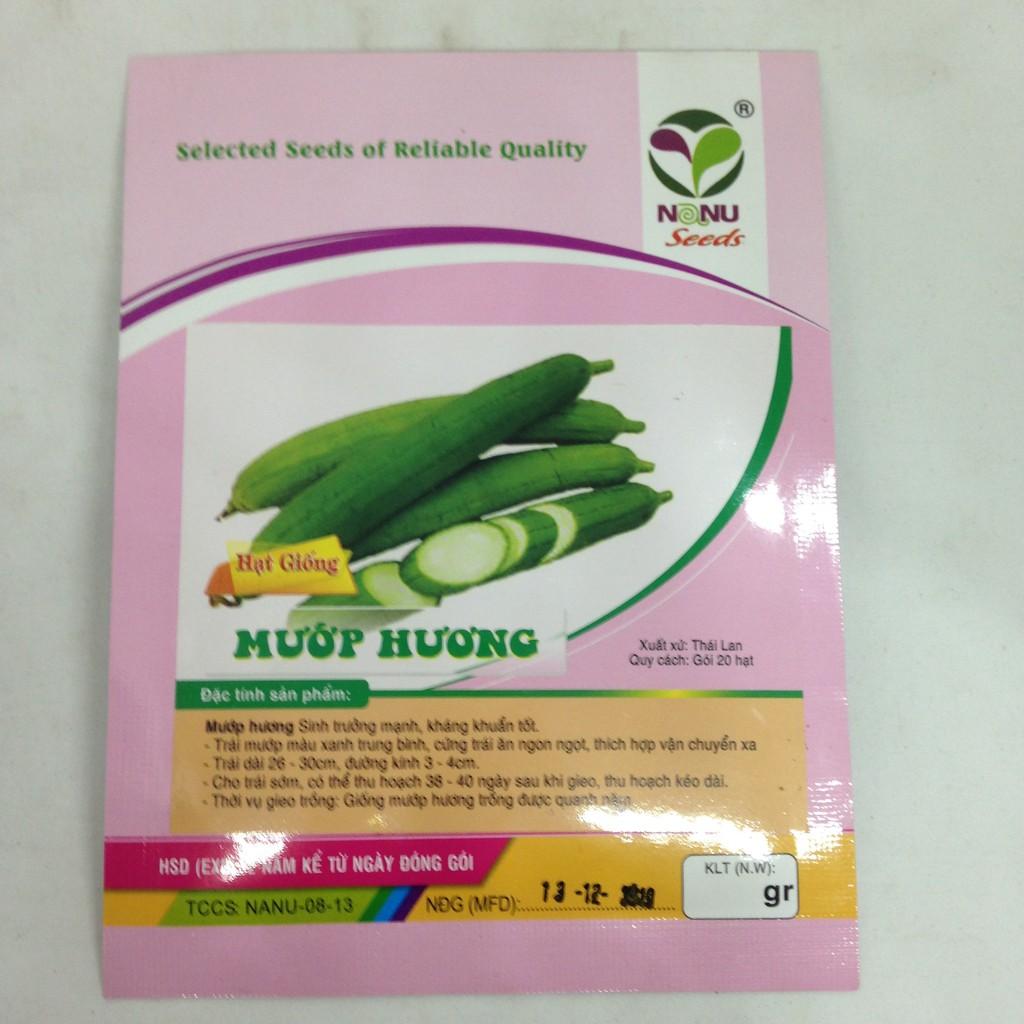 Selected Seeds of Reliable Quality
®
NANU
Seeds
Hạt Giống
MƯỚP HƯƠNG
Xuất xứ: Thái Lan
Quy cách: Gói 20 hạt
Đặc tính sản phẩm:
Mướp hương Sinh trưởng mạnh, kháng khuẩn tốt.
- Trái mướp màu xanh trung bình, cứng trái ăn ngon ngọt, thích hợp vận chuyển xa
- Trái dài 26 - 30cm, đường kính 3 - 4cm.
- Cho trái sớm, có thể thu hoạch 38 - 40 ngày sau khi gieo, thu hoạch kéo dài.
- Thời vụ gieo trồng: Giống mướp hương trồng được quanh năm
HSD NĂM KỂ TỪ NGÀY ĐÓNG GÓI
TCCS: NANU-08-13
NĐG (MFD): 13 -12-
KLT (N.W):
gr